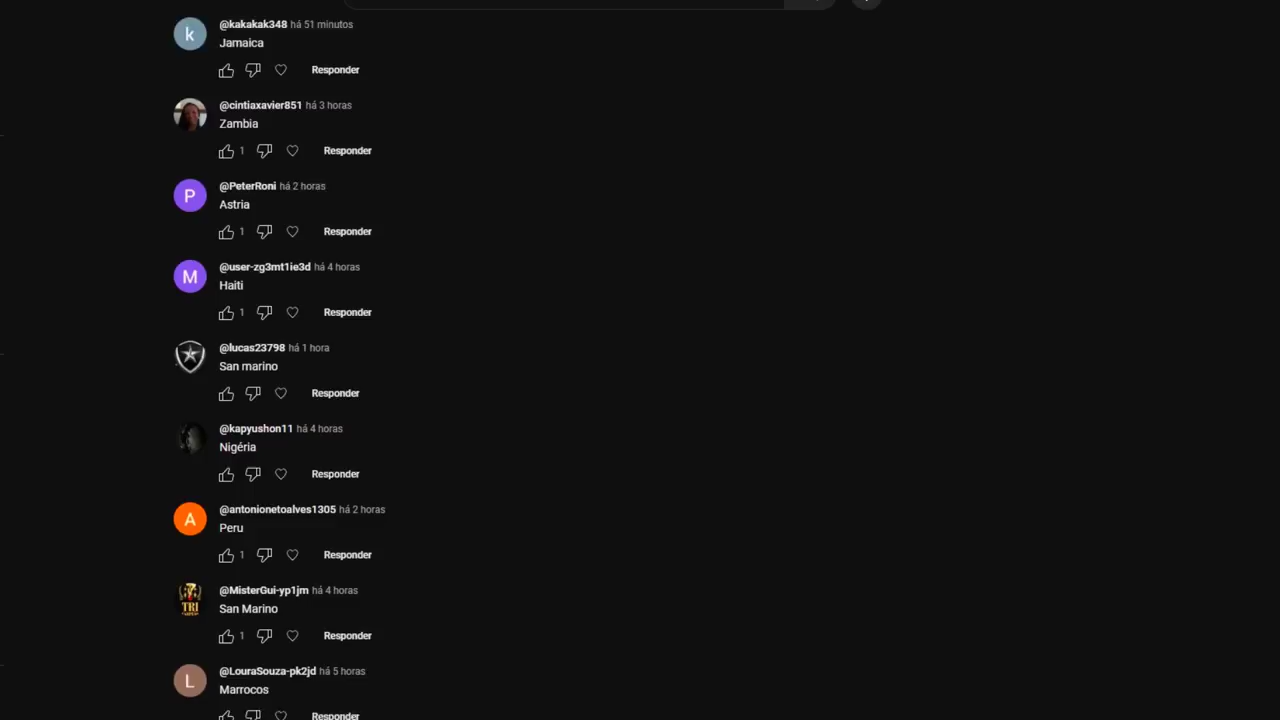 k
@kakakak348 há 51 minutos
Jamaica
Responder
@cintiaxavier851 há 3 horas
Zambia
1 Responder
P
@PeterRoni há 2 horas
Astria
1 Responder
M
@user-zg3mt1ie3d há 4 horas
Haiti
1 Responder
@lucas23798 há 1 hora
San marino
Responder
@kapyushon11 há 4 horas
Nigéria
Responder
A
@antonionetoalves1305 há 2 horas
Peru
1 Responder
@MisterGui-yp1jm há 4 horas
TRI
San Marino
1 Responder
L
@LouraSouza-pk2jd há 5 horas
Marrocos
Responder